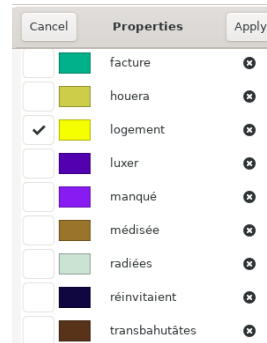 Cancel Properties Apply
facture
houera
logement
luxer
manqué
médisée
radiées
réinvitaient
transbahutâtes